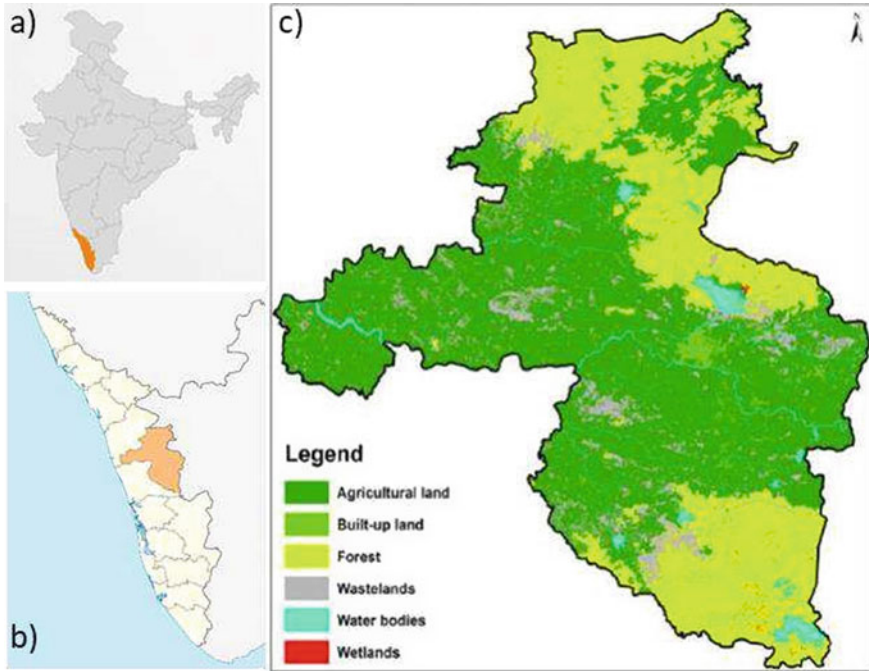 a)
b)
c)
N
Legend
Agricultural land
Built-up land
Forest
Wastelands
Water bodies
Wetlands